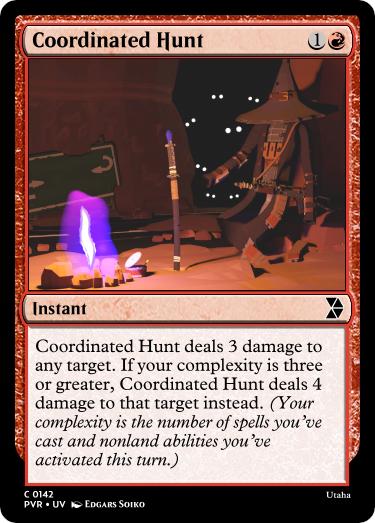 Coordinated Hunt 1
Instant
Coordinated Hunt deals 3 damage to
any target. If your complexity is three
or greater, Coordinated Hunt deals 4
damage to that target instead. (Your
complexity is the number of spells you've
cast and nonland abilities you've
activated this turn.)
C 0142
PVR • UV Edgars Soiko
Utaha